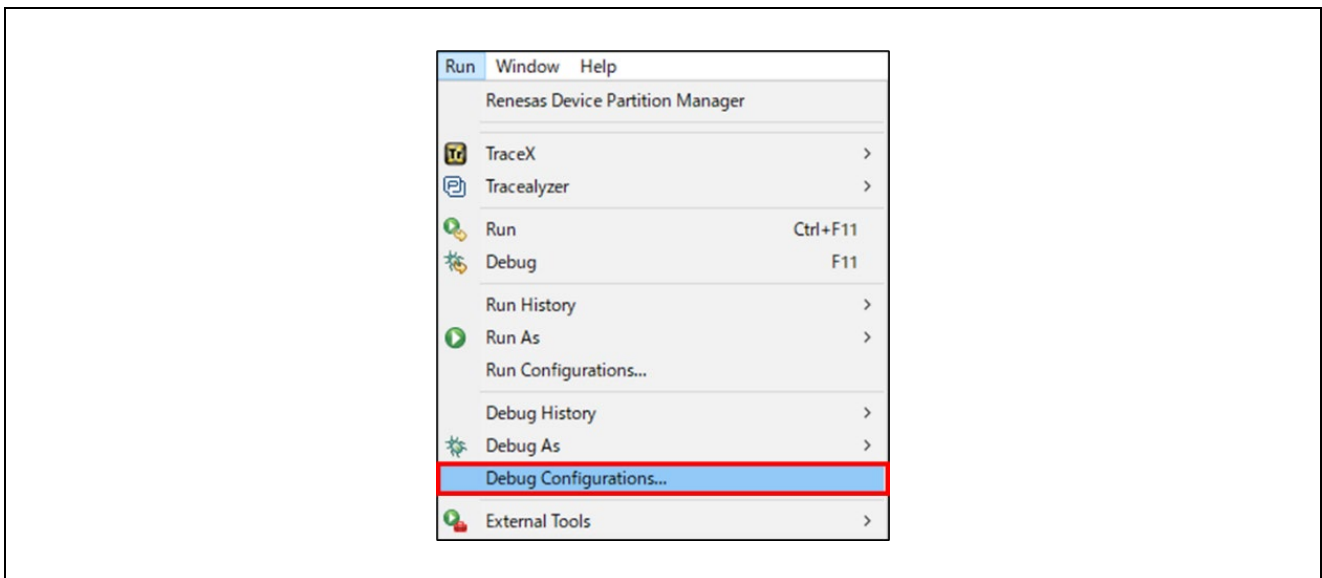 Run Window Help
Renesas Device Partition Manager
TraceX
Tracealyzer
Run Ctrl+F11
Debug F11
Run History
Run As
Run Configurations...
Debug History
Debug As
Debug Configurations...
External Tools